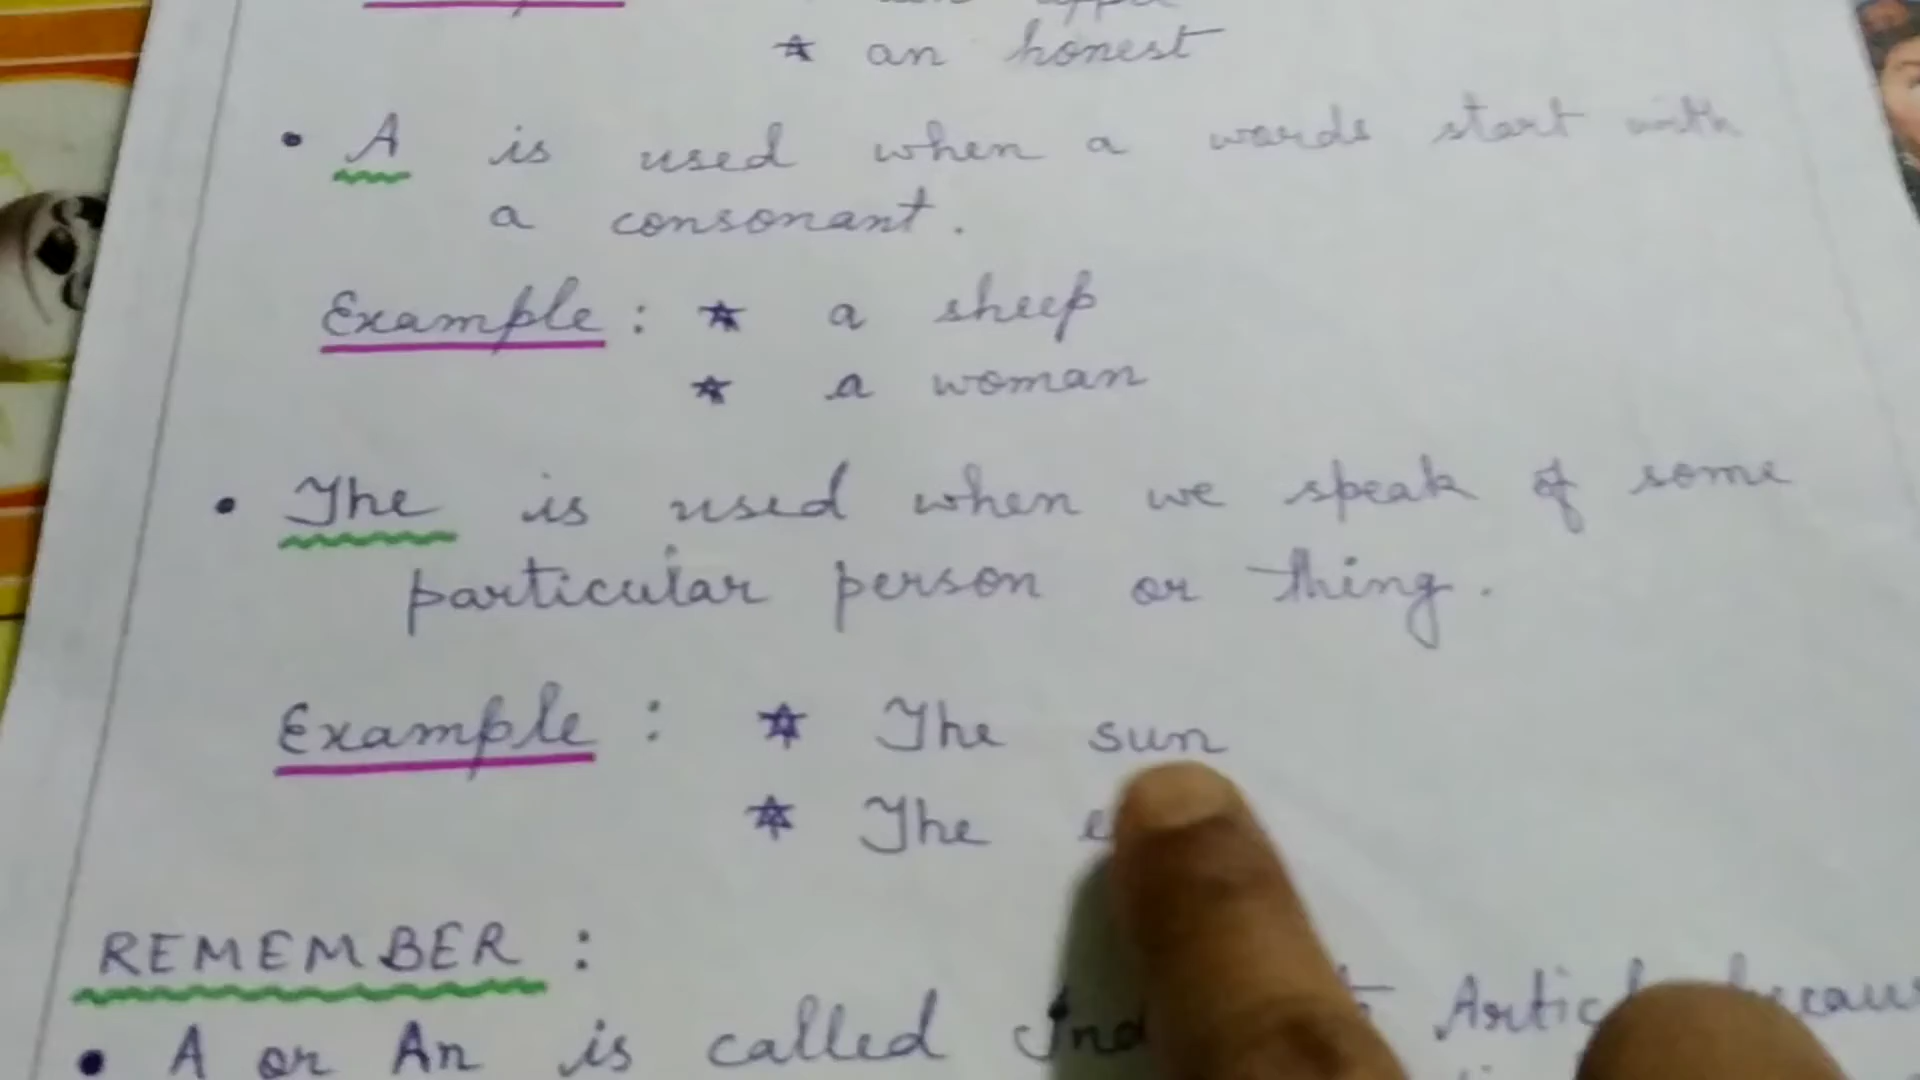 * an honest
• A is used when a words start with
a consonant.
Example : * a sheep
* a woman
• The is used when we speak of some
particular person or thing.
Example : * The sun
* The
REMEMBER :
• A or An is called